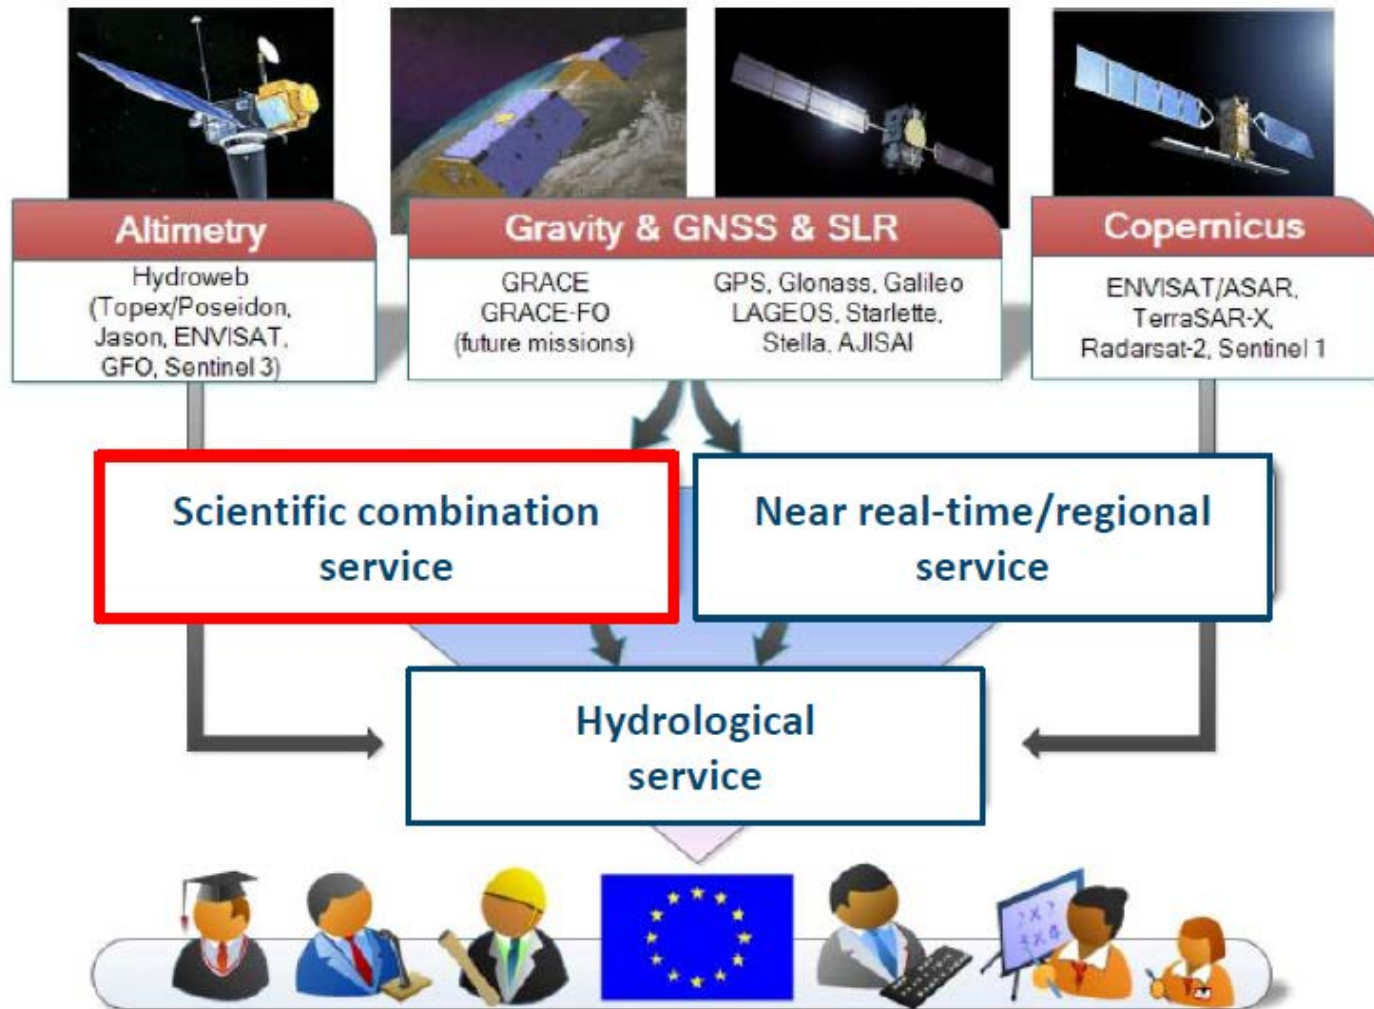 Altimetry
Hydroweb
(Topex/Poseidon,
Jason, ENVISAT,
GFO, Sentinel 3)
Gravity & GNSS & SLR
GRACE
GRACE-FO
(future missions)
GPS, Glonass, Galileo
LAGEOS, Starlette,
Stella, AJISAI
Copernicus
ENVISAT/ASAR,
TerraSAR-X,
Radarsat-2, Sentinel 1
Scientific combination
service
Near real-time/regional
service
Hydrological
service